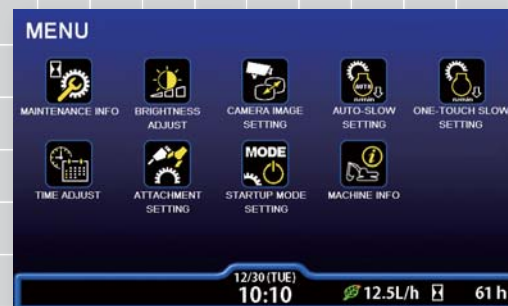 MENU
MAINTENANCE INFO
BRIGHTNESS
ADJUST
CAMERA IMAGE
SETTING
AUTO
AUTO-SLOW
SETTING
ONE-TOUCH SLOW
SETTING
TIME ADJUST
ATTACHMENT
SETTING
MODE
STARTUP MODE
SETTING
MACHINE INFO
12/30 (TUE)
10:10
12.5L/h
61 h